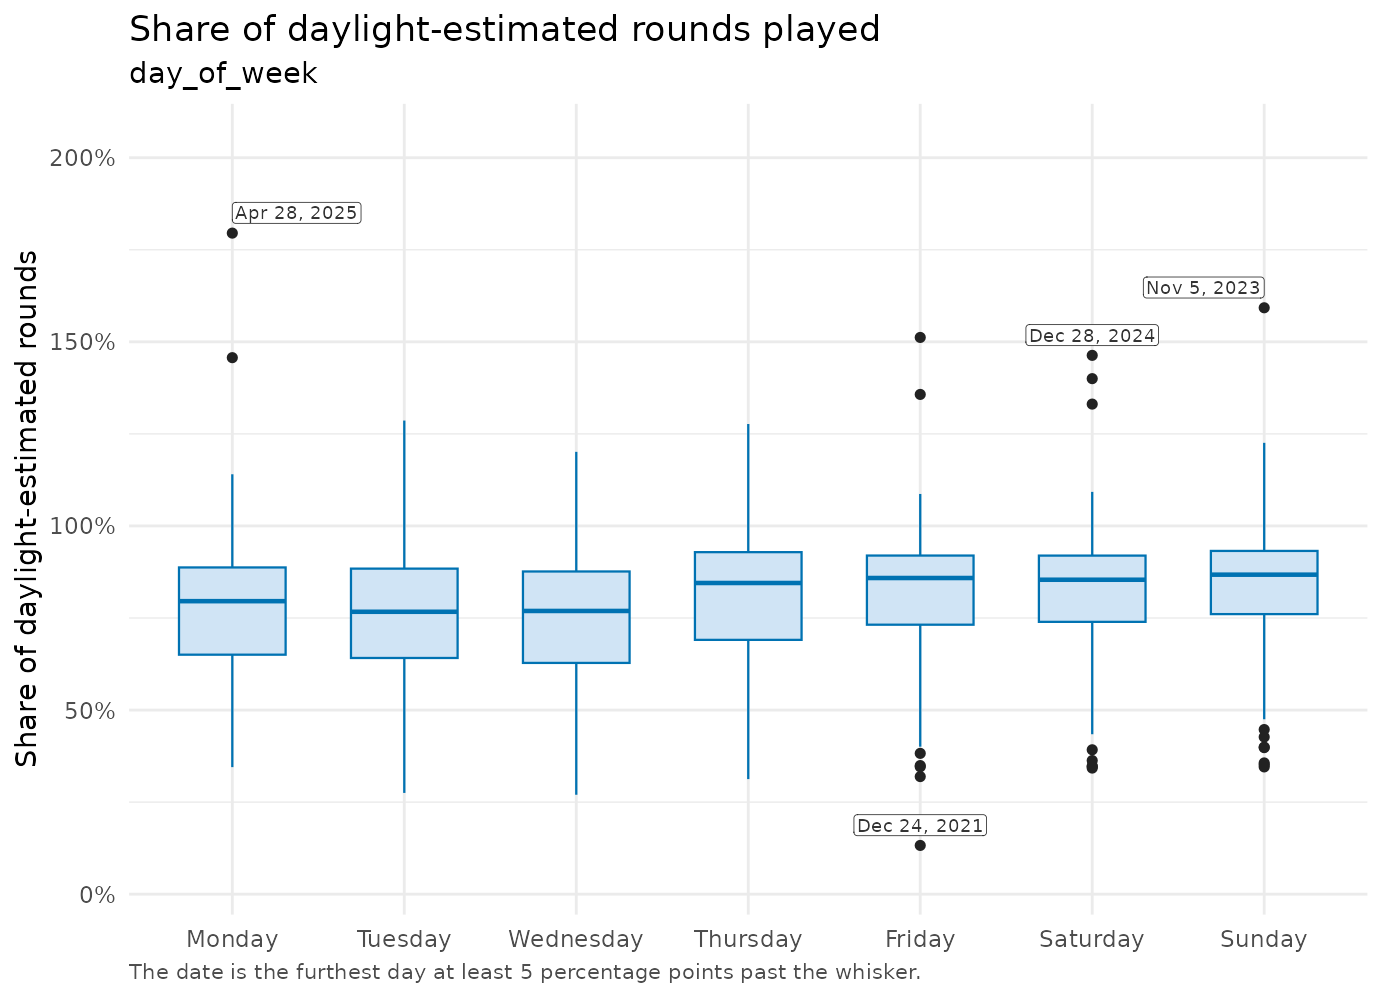 Share of daylight-estimated rounds played
day_of_week
Share of daylight-estimated rounds
200%
150%
100%
50%
0%
Apr 28, 2025
Nov 5, 2023
Dec 28, 2024
Dec 24, 2021
Monday
Tuesday
Wednesday
Thursday
Friday
Saturday
Sunday
The date is the furthest day at least 5 percentage points past the whisker.